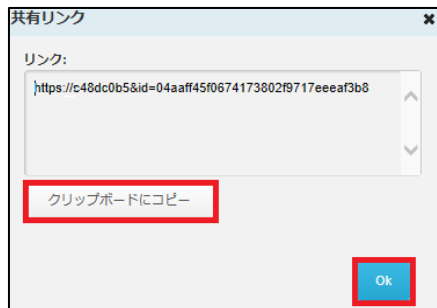 共有リンク
リンク:
https://c48dc0b5&id=04aaff45f0674173802f9717eeeaf3b8
クリップボードにコピー
Ok